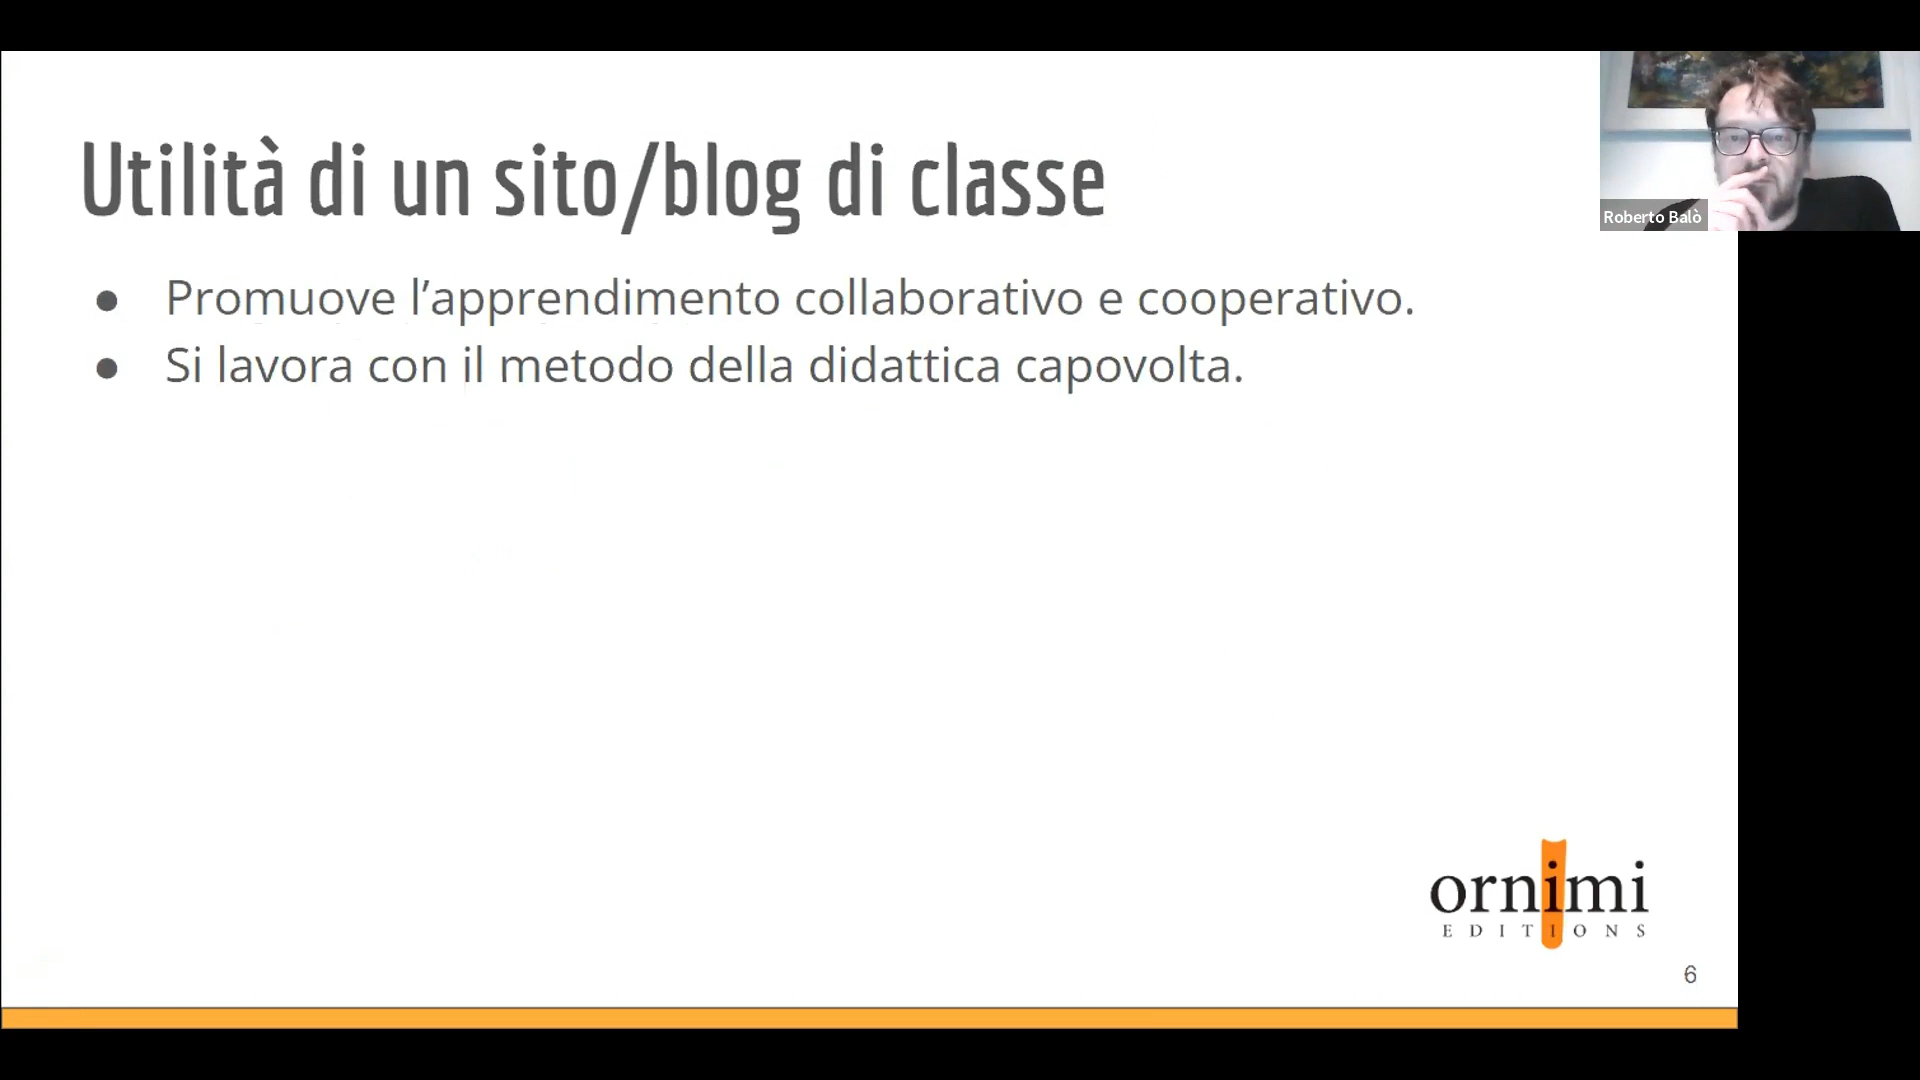 Utilità di un sito/blog di classe
● Promuove l’apprendimento collaborativo e cooperativo.
● Si lavora con il metodo della didattica capovolta.
Roberto Balò
ornimi
EDITIONS
6